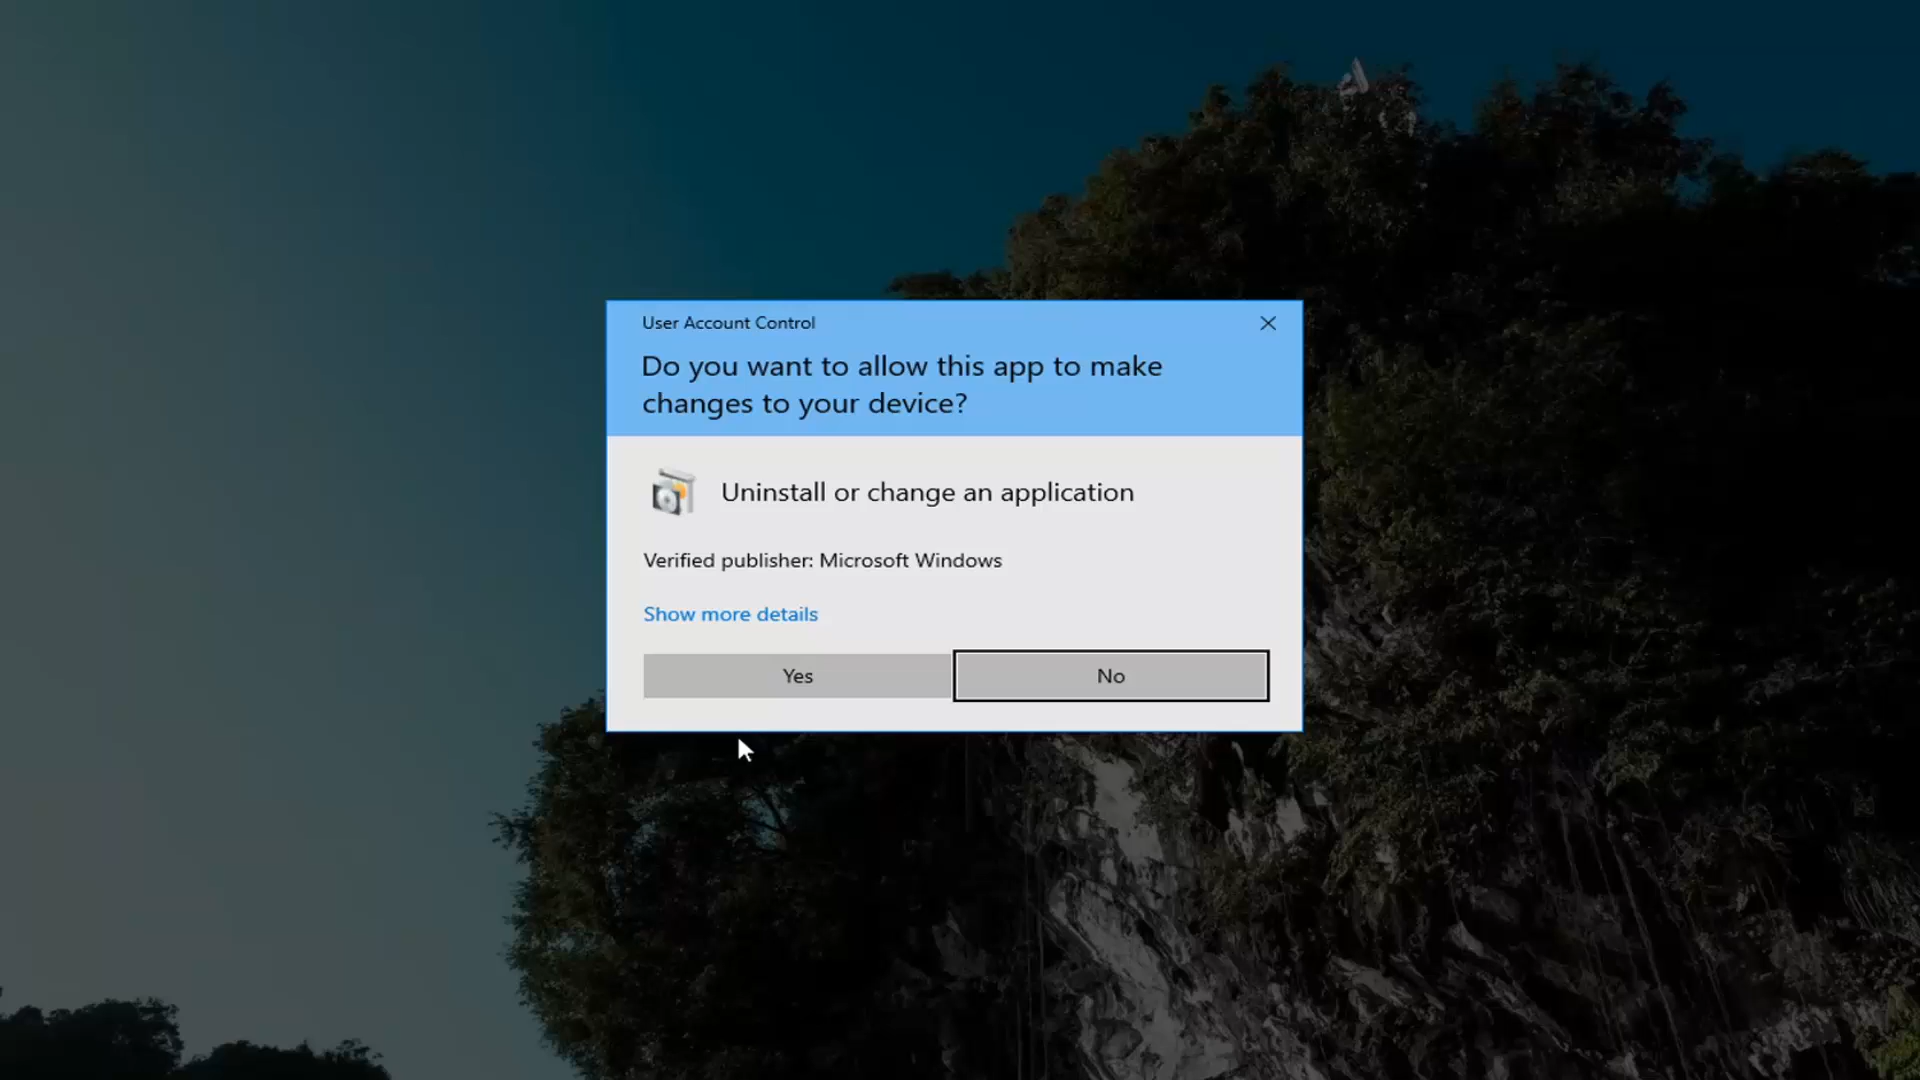 User Account Control
Do you want to allow this app to make
changes to your device?
Uninstall or change an application
Verified publisher: Microsoft Windows
Show more details
Yes
No